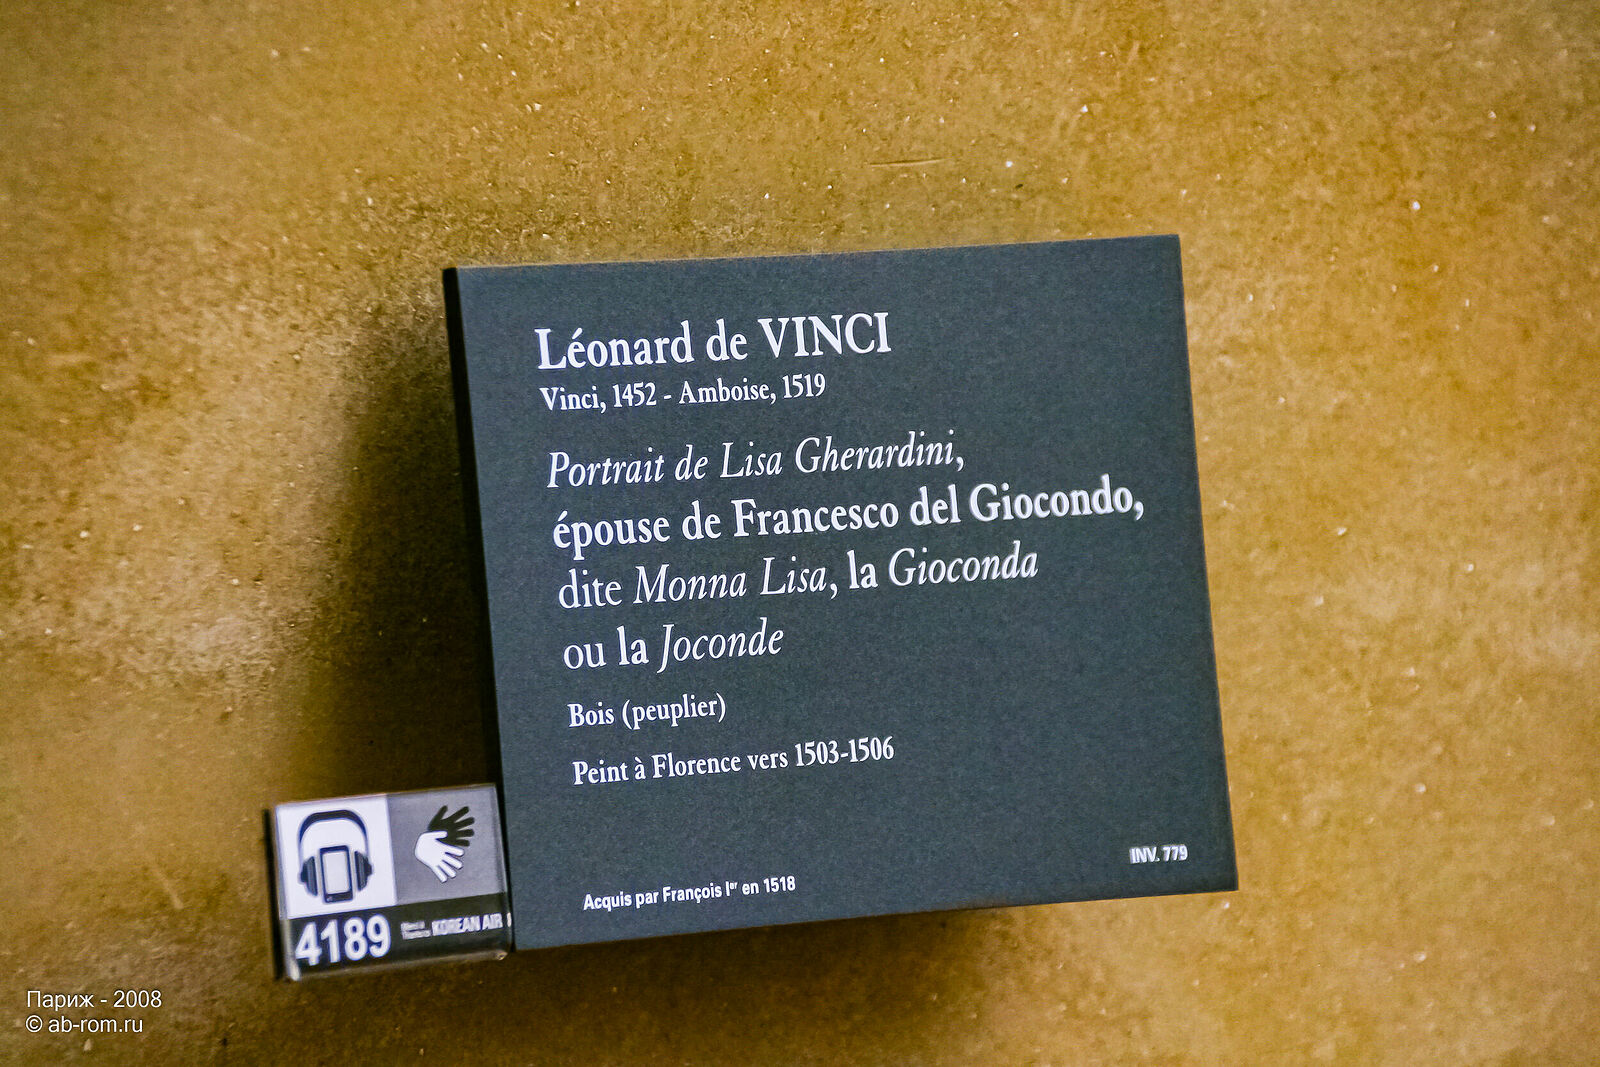 Léonard de VINCI
Vinci, 1452 - Amboise, 1519
Portrait de Lisa Gherardini,
épouse de Francesco del Giocondo,
dite Monna Lisa, la Gioconda
ou la Joconde
Bois (peuplier)
Peint à Florence vers 1503-1506
INV. 779
Acquis par François Ier en 1518
4189 KOREAN AIR
Париж - 2008
© ab-rom.ru